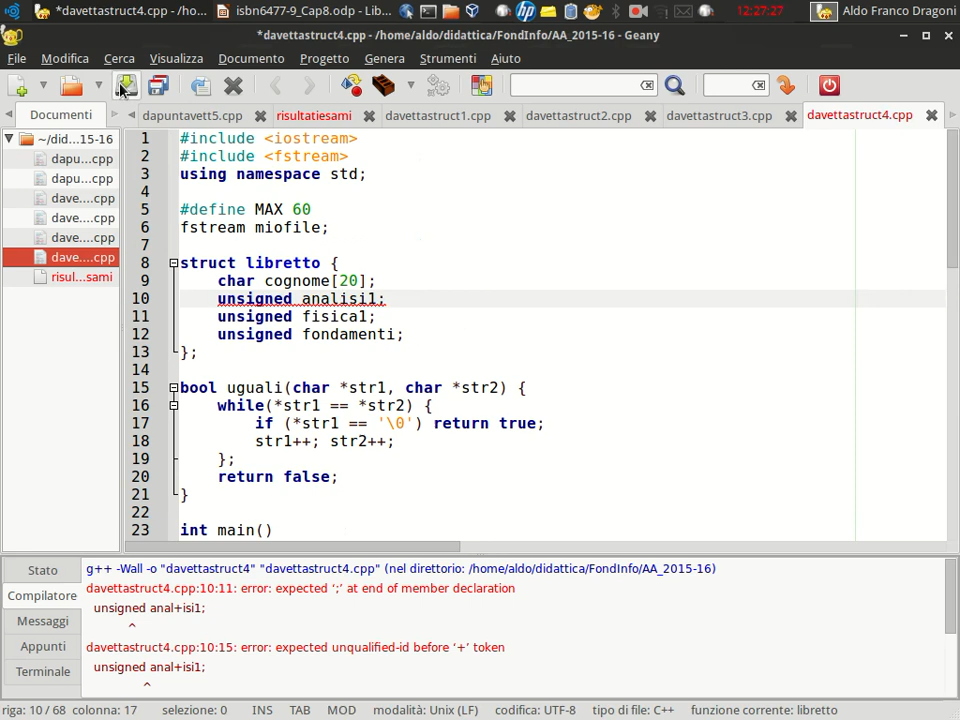 *davettastruct4.cpp - /ho...
isbn6477-9_Cap8.odp - Lib...
12:27:27
Aldo Franco Dragoni
*davettastruct4.cpp - /home/aldo/didattica/FondInfo/AA_2015-16 - Geany
File Modifica Cerca Visualizza Documento Progetto Genera Strumenti Aiuto
Documenti dapuntavett5.cpp risultatiesami davettastruct1.cpp davettastruct2.cpp davettastruct3.cpp davettastruct4.cpp
~/did...15-16
dapu...cpp
dapu...cpp
dave....cpp
dave....cpp
dave....cpp
dave....cpp
risul...sami
1 #include <iostream>
2 #include <fstream>
3 using namespace std;
4
5 #define MAX 60
6 fstream miofile;
7
8 struct libretto {
9 char cognome[20];
10 unsigned analisi1;
11 unsigned fisica1;
12 unsigned fondamenti;
13 };
14
15 bool uguali(char *str1, char *str2) {
16 while(*str1 == *str2) {
17 if (*str1 == '\0') return true;
18 str1++; str2++;
19 };
20 return false;
21 }
22
23 int main()
Stato
Compilatore
Messaggi
Appunti
Terminale
g++ -Wall -o "davettastruct4" "davettastruct4.cpp" (nel direttorio: /home/aldo/didattica/FondInfo/AA_2015-16)
davettastruct4.cpp:10:11: error: expected ‘;’ at end of member declaration
unsigned anal+isi1;
^
davettastruct4.cpp:10:15: error: expected unqualified-id before ‘+’ token
unsigned anal+isi1;
^
riga: 10 / 68 colonna: 17 selezione: 0 INS TAB MOD modalità: Unix (LF) codifica: UTF-8 tipo di file: C++ funzione corrente: libretto